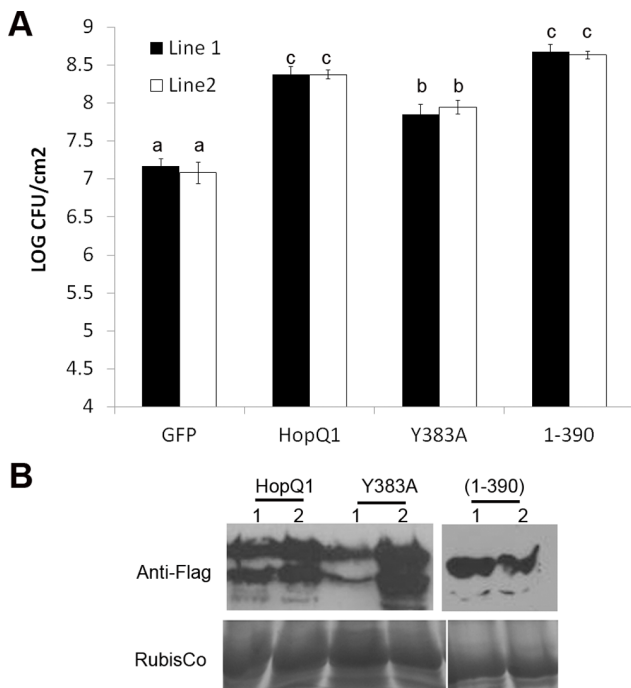 A
9
8.5
8
7.5
7
6.5
6
5.5
5
4.5
4
LOG CFU/cm2
Line 1
Line2
a a
c c
b b
c c
GFP HopQ1 Y383A 1-390
B
HopQ1 Y383A (1-390)
1 2 1 2 1 2
Anti-Flag
RubisCo